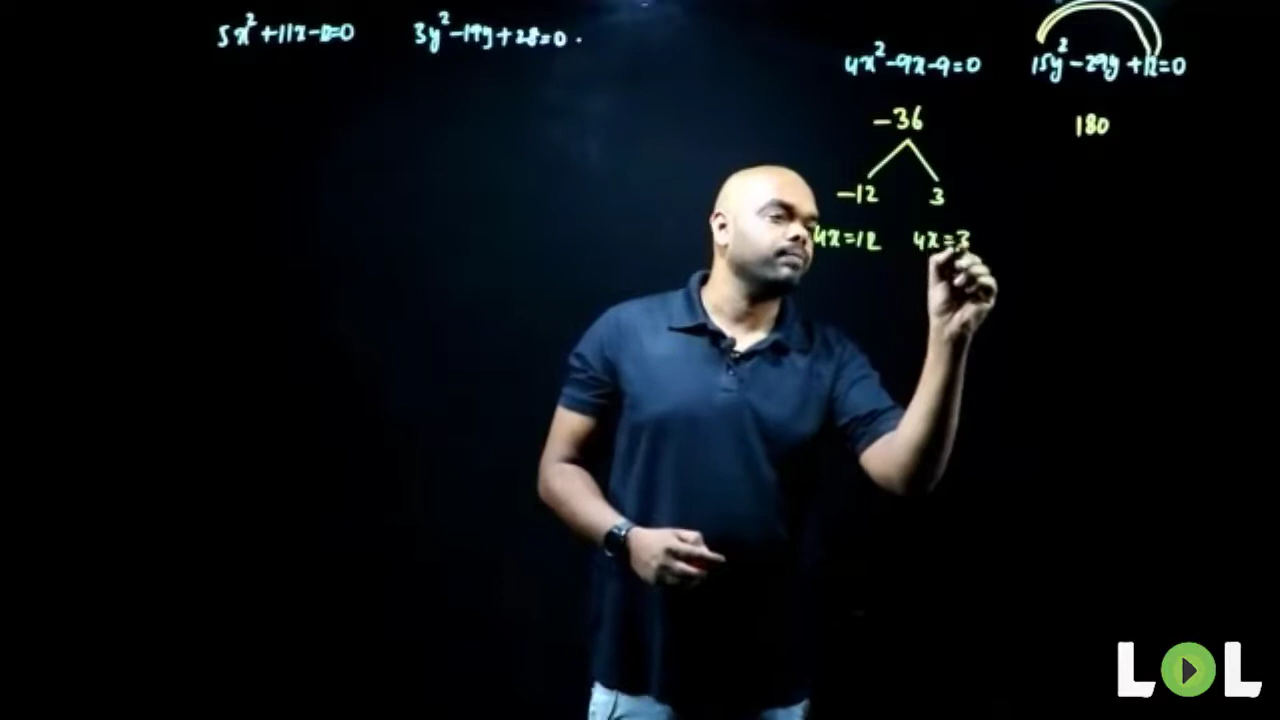 5x²+11x-12=0
3y²-19y+28=0.
4x²-9x-9=0
15y²-29y+12=0
-36
180
-12 3
4x=12 4x=3
LOL